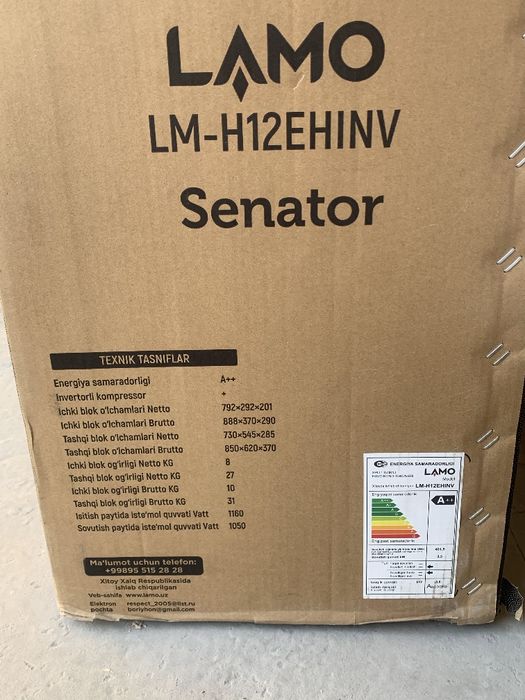 LAMO
LM-H12EHINV
Senator
TEXNIK TASNIFLAR
Energiya samaradorligi A++
Invertorli kompressor +
Ichki blok o'lchamlari Netto 792×292×201
Ichki blok o'lchamlari Brutto 888×370×290
Tashqi blok o'lchamlari Netto 730×545×285
Tashqi blok o'lchamlari Brutto 850×620×370
Ichki blok og'irligi Netto KG 8
Tashqi blok og'irligi Netto KG 27
Ichki blok og'irligi Brutto KG 10
Tashqi blok og'irligi Brutto KG 31
Isitish paytida iste'mol quvvati Vatt 1160
Sovutish paytida iste'mol quvvati Vatt 1050
Ma'lumot uchun telefon:
+99895 515 28 28
Xitoy Xalq Respublikasida
ishlab chiqarilgan
Veb-sahifa www.lamo.uz
Elektron respect_2005@list.ru
pochta boriyhon@gmail.com
ENERGIYA SAMARADORLIGI
LAMO
Model
LM-H12EHINV
A++